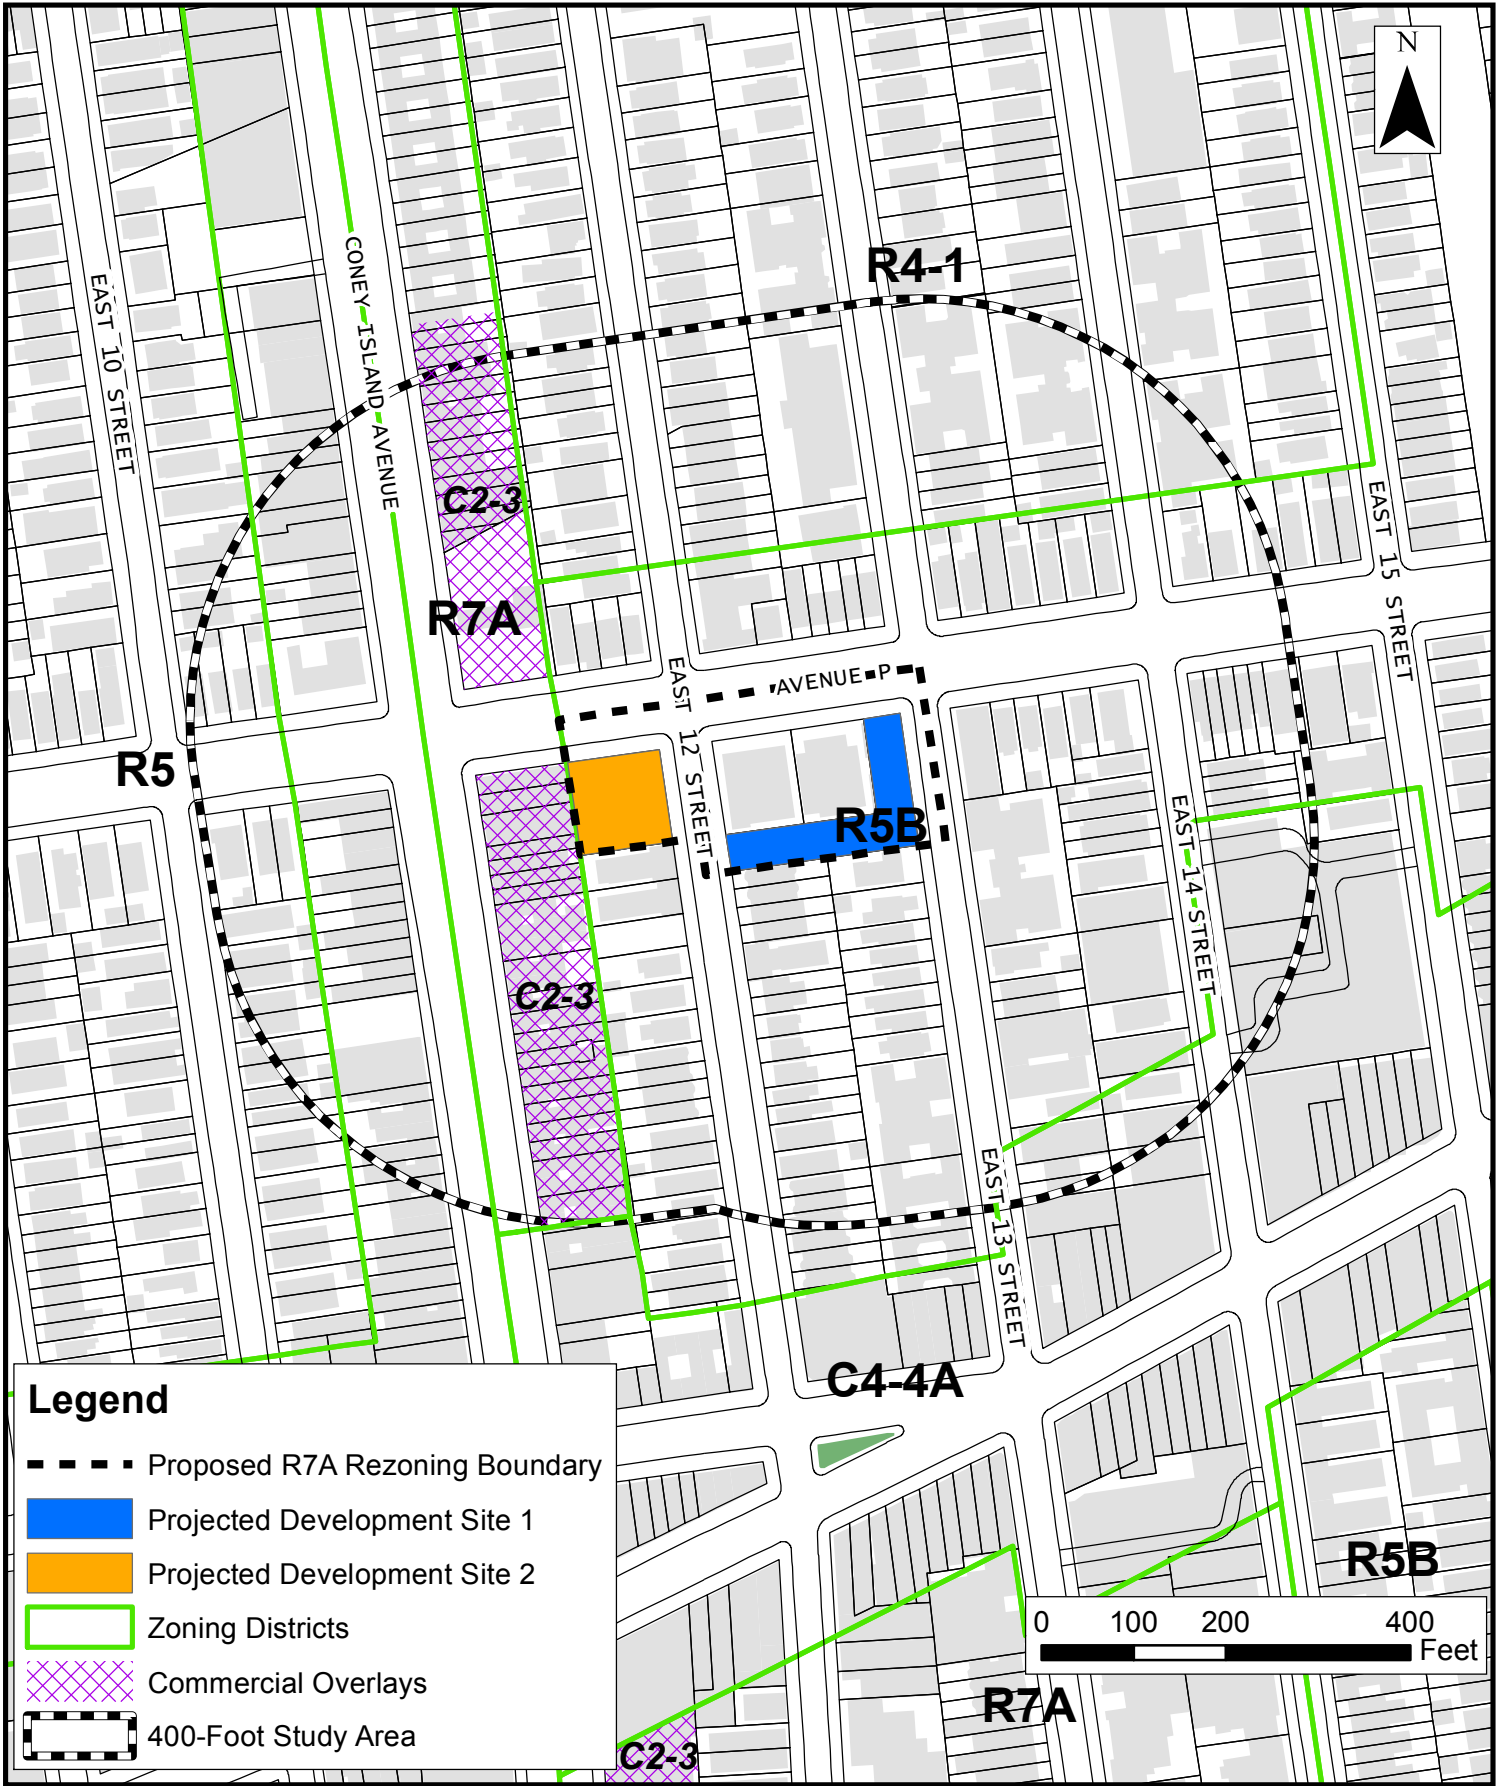 N
R4-1
CONEY ISLAND AVENUE
EAST 10 STREET
C2-3
EAST 15 STREET
R7A
EAST 12 STREET
AVENUE P
R5
R5B
EAST 14 STREET
C2-3
EAST 13 STREET
C4-4A
Legend
Proposed R7A Rezoning Boundary
Projected Development Site 1
Projected Development Site 2
Zoning Districts
Commercial Overlays
400-Foot Study Area
R5B
0 100 200 400
Feet
R7A
C2-3